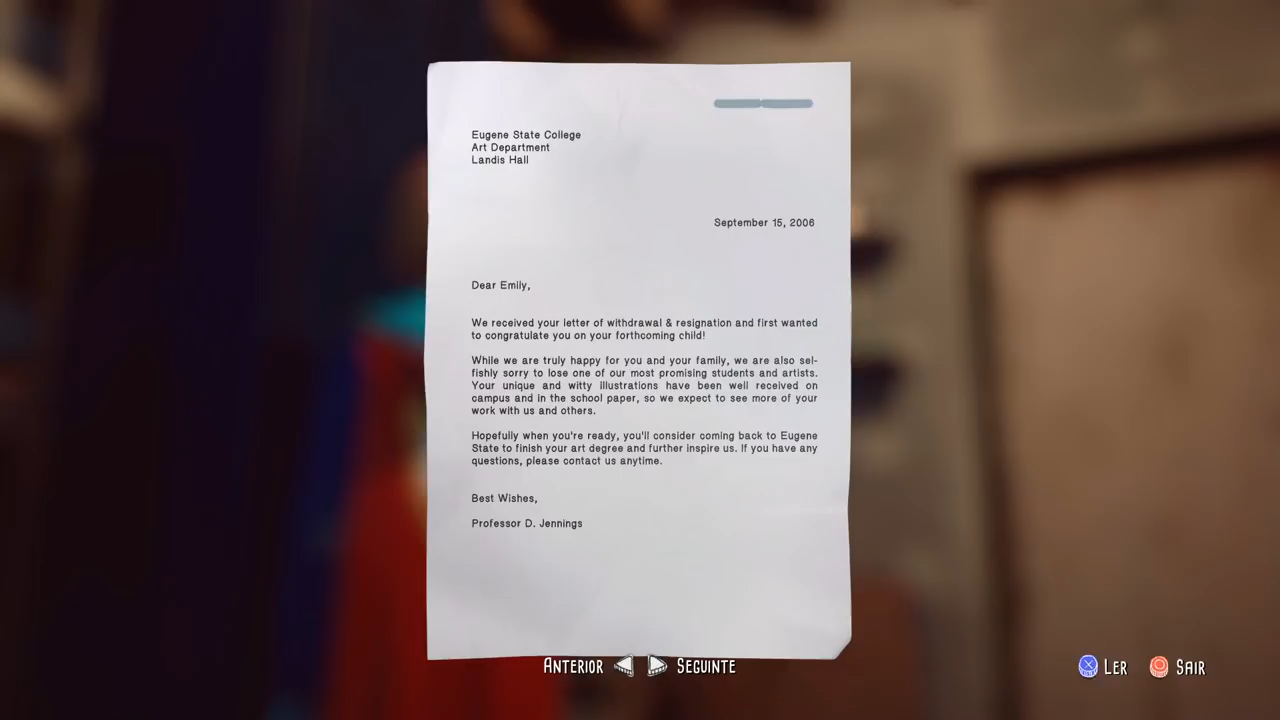 Eugene State College
Art Department
Landis Hall
September 15, 2006
Dear Emily,
We received your letter of withdrawal & resignation and first wanted
to congratulate you on your forthcoming child!
While we are truly happy for you and your family, we are also sel-
fishly sorry to lose one of our most promising students and artists.
Your unique and witty illustrations have been well received on
campus and in the school paper, so we expect to see more of your
work with us and others.
Hopefully when you're ready, you'll consider coming back to Eugene
State to finish your art degree and further inspire us. If you have any
questions, please contact us anytime.
Best Wishes,
Professor D. Jennings
ANTERIOR SEGUINTE
LER SAIR